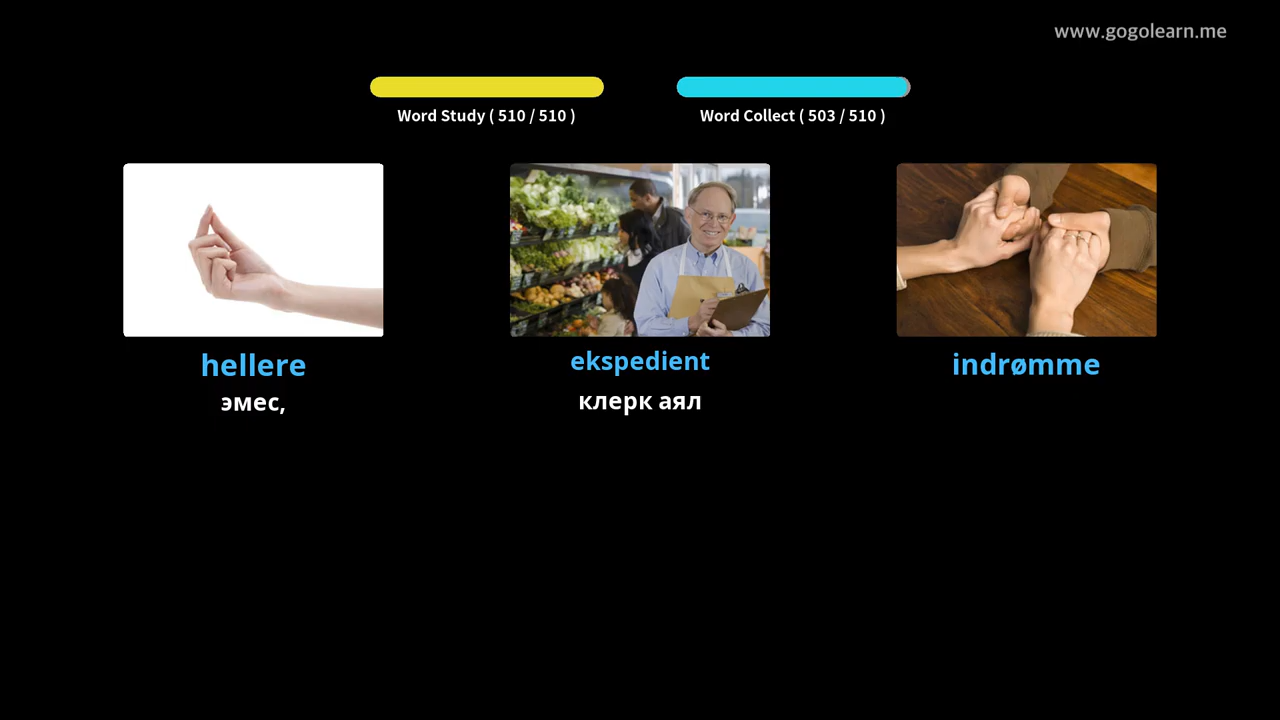 www.gogolearn.me
Word Study ( 510 / 510 )
Word Collect ( 503 / 510 )
hellere
ekspedient
indrømme
эмес,
клерк аял